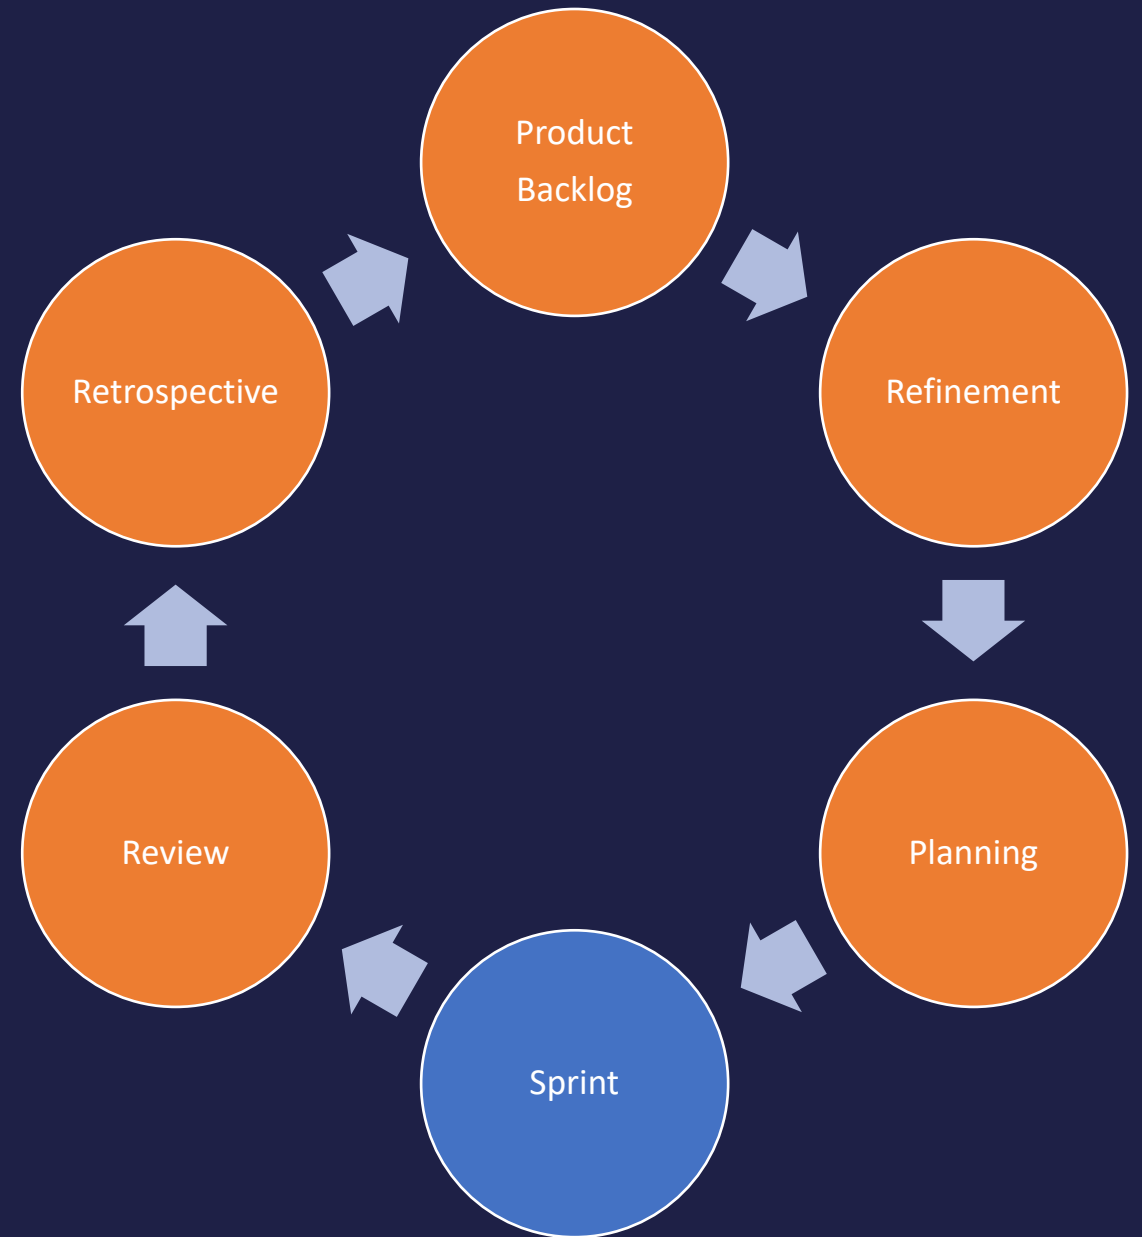 Product
Backlog
Refinement
Planning
Sprint
Review
Retrospective